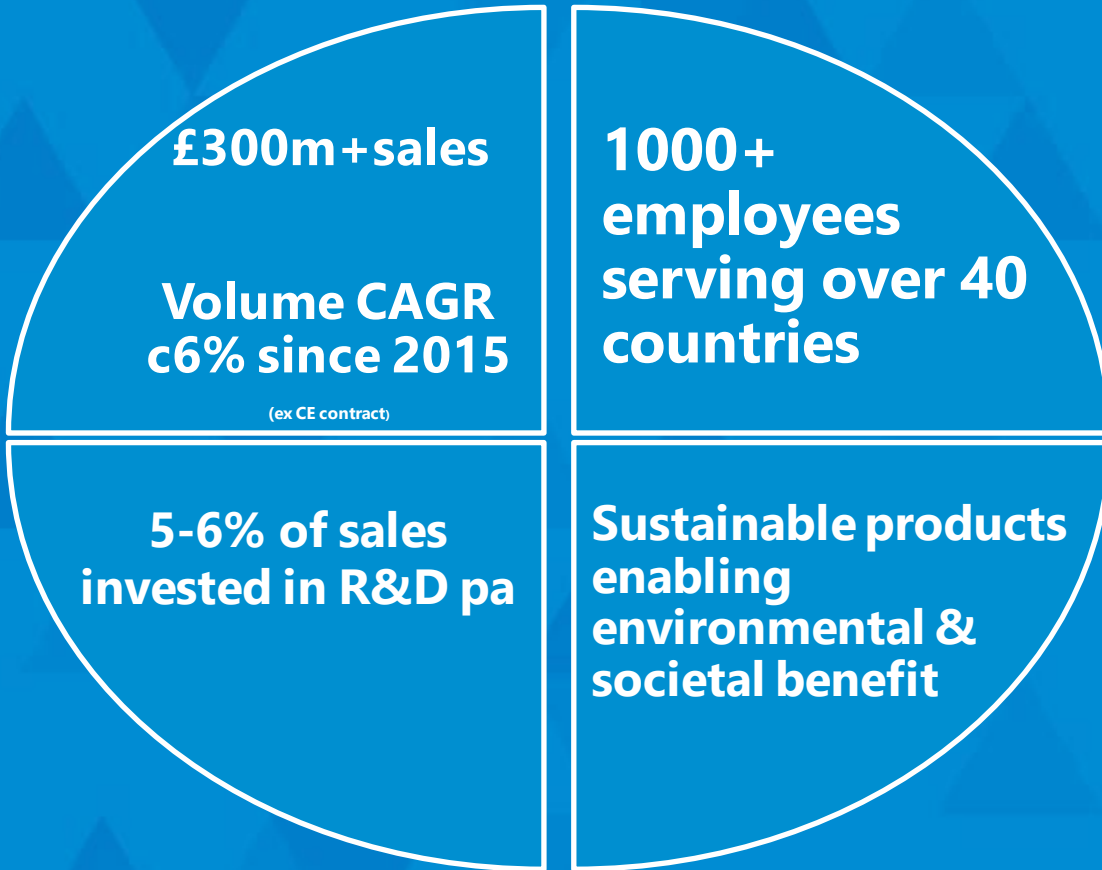 £300m+sales
Volume CAGR
c6% since 2015
(ex CE contract)
1000+
employees
serving over 40
countries
5-6% of sales
invested in R&D pa
Sustainable products
enabling
environmental &
societal benefit